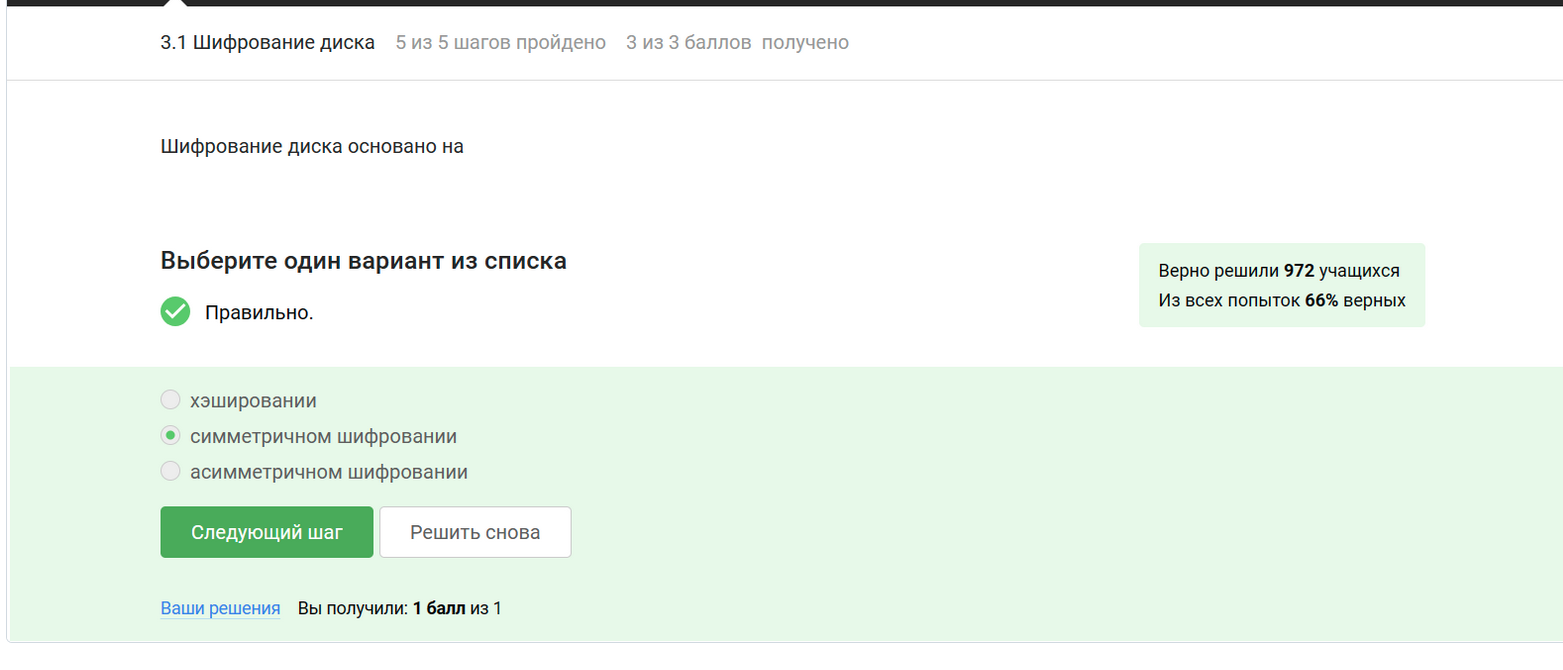 3.1 Шифрование диска 5 из 5 шагов пройдено 3 из 3 баллов получено
Шифрование диска основано на
Выберите один вариант из списка
Правильно.
Верно решили 972 учащихся
Из всех попыток 66% верных
хэшировании
симметричном шифровании
асимметричном шифровании
Следующий шаг Решить снова
Ваши решения Вы получили: 1 балл из 1